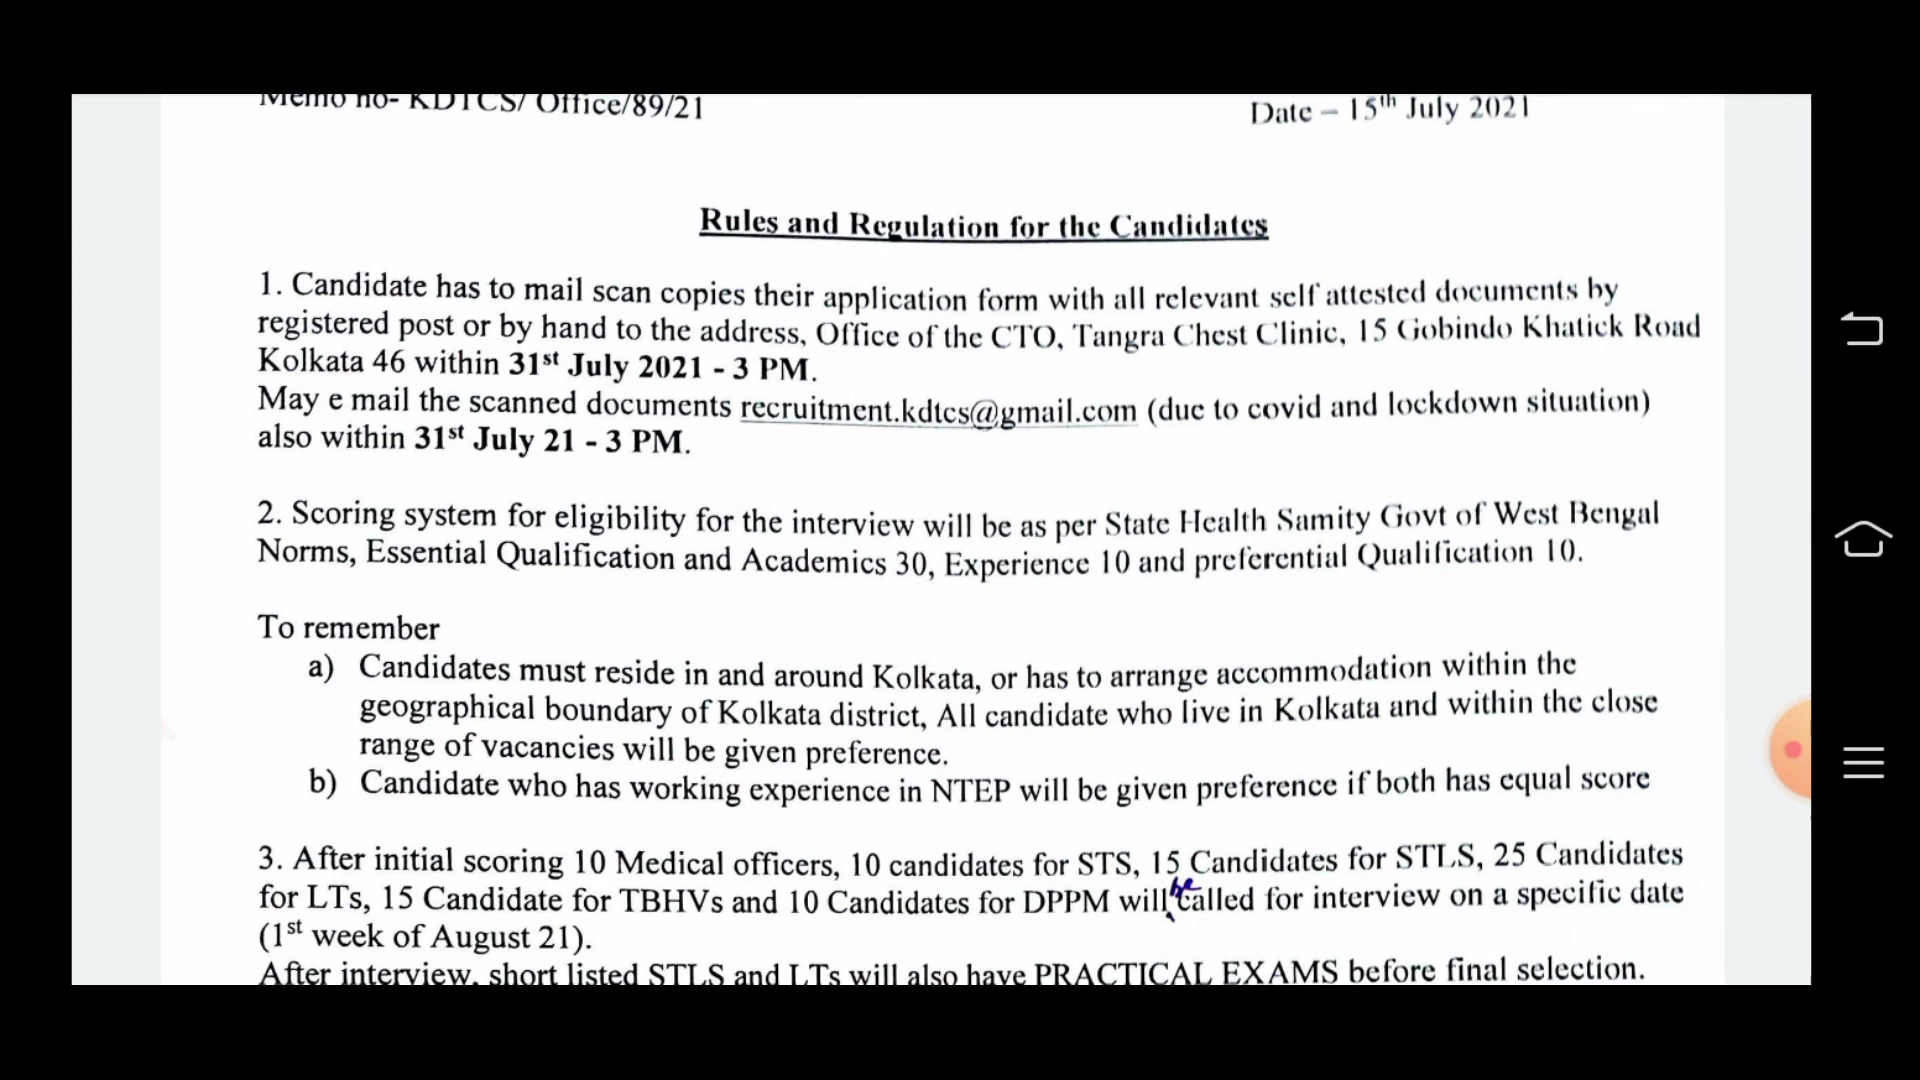 Memo no- KDTCS/ Office/89/21
Date – 15th July 2021
Rules and Regulation for the Candidates
1. Candidate has to mail scan copies their application form with all relevant self attested documents by
registered post or by hand to the address, Office of the CTO, Tangra Chest Clinic, 15 Gobindo Khatick Road
Kolkata 46 within 31st July 2021 - 3 PM.
May e mail the scanned documents recruitment.kdtcs@gmail.com (due to covid and lockdown situation)
also within 31st July 21 - 3 PM.
2. Scoring system for eligibility for the interview will be as per State Health Samity Govt of West Bengal
Norms, Essential Qualification and Academics 30, Experience 10 and preferential Qualification 10.
To remember
a) Candidates must reside in and around Kolkata, or has to arrange accommodation within the
geographical boundary of Kolkata district, All candidate who live in Kolkata and within the close
range of vacancies will be given preference.
b) Candidate who has working experience in NTEP will be given preference if both has equal score
3. After initial scoring 10 Medical officers, 10 candidates for STS, 15 Candidates for STLS, 25 Candidates
for LTs, 15 Candidate for TBHVs and 10 Candidates for DPPM will be called for interview on a specific date
(1st week of August 21).
After interview, short listed STLS and LTs will also have PRACTICAL EXAMS before final selection.